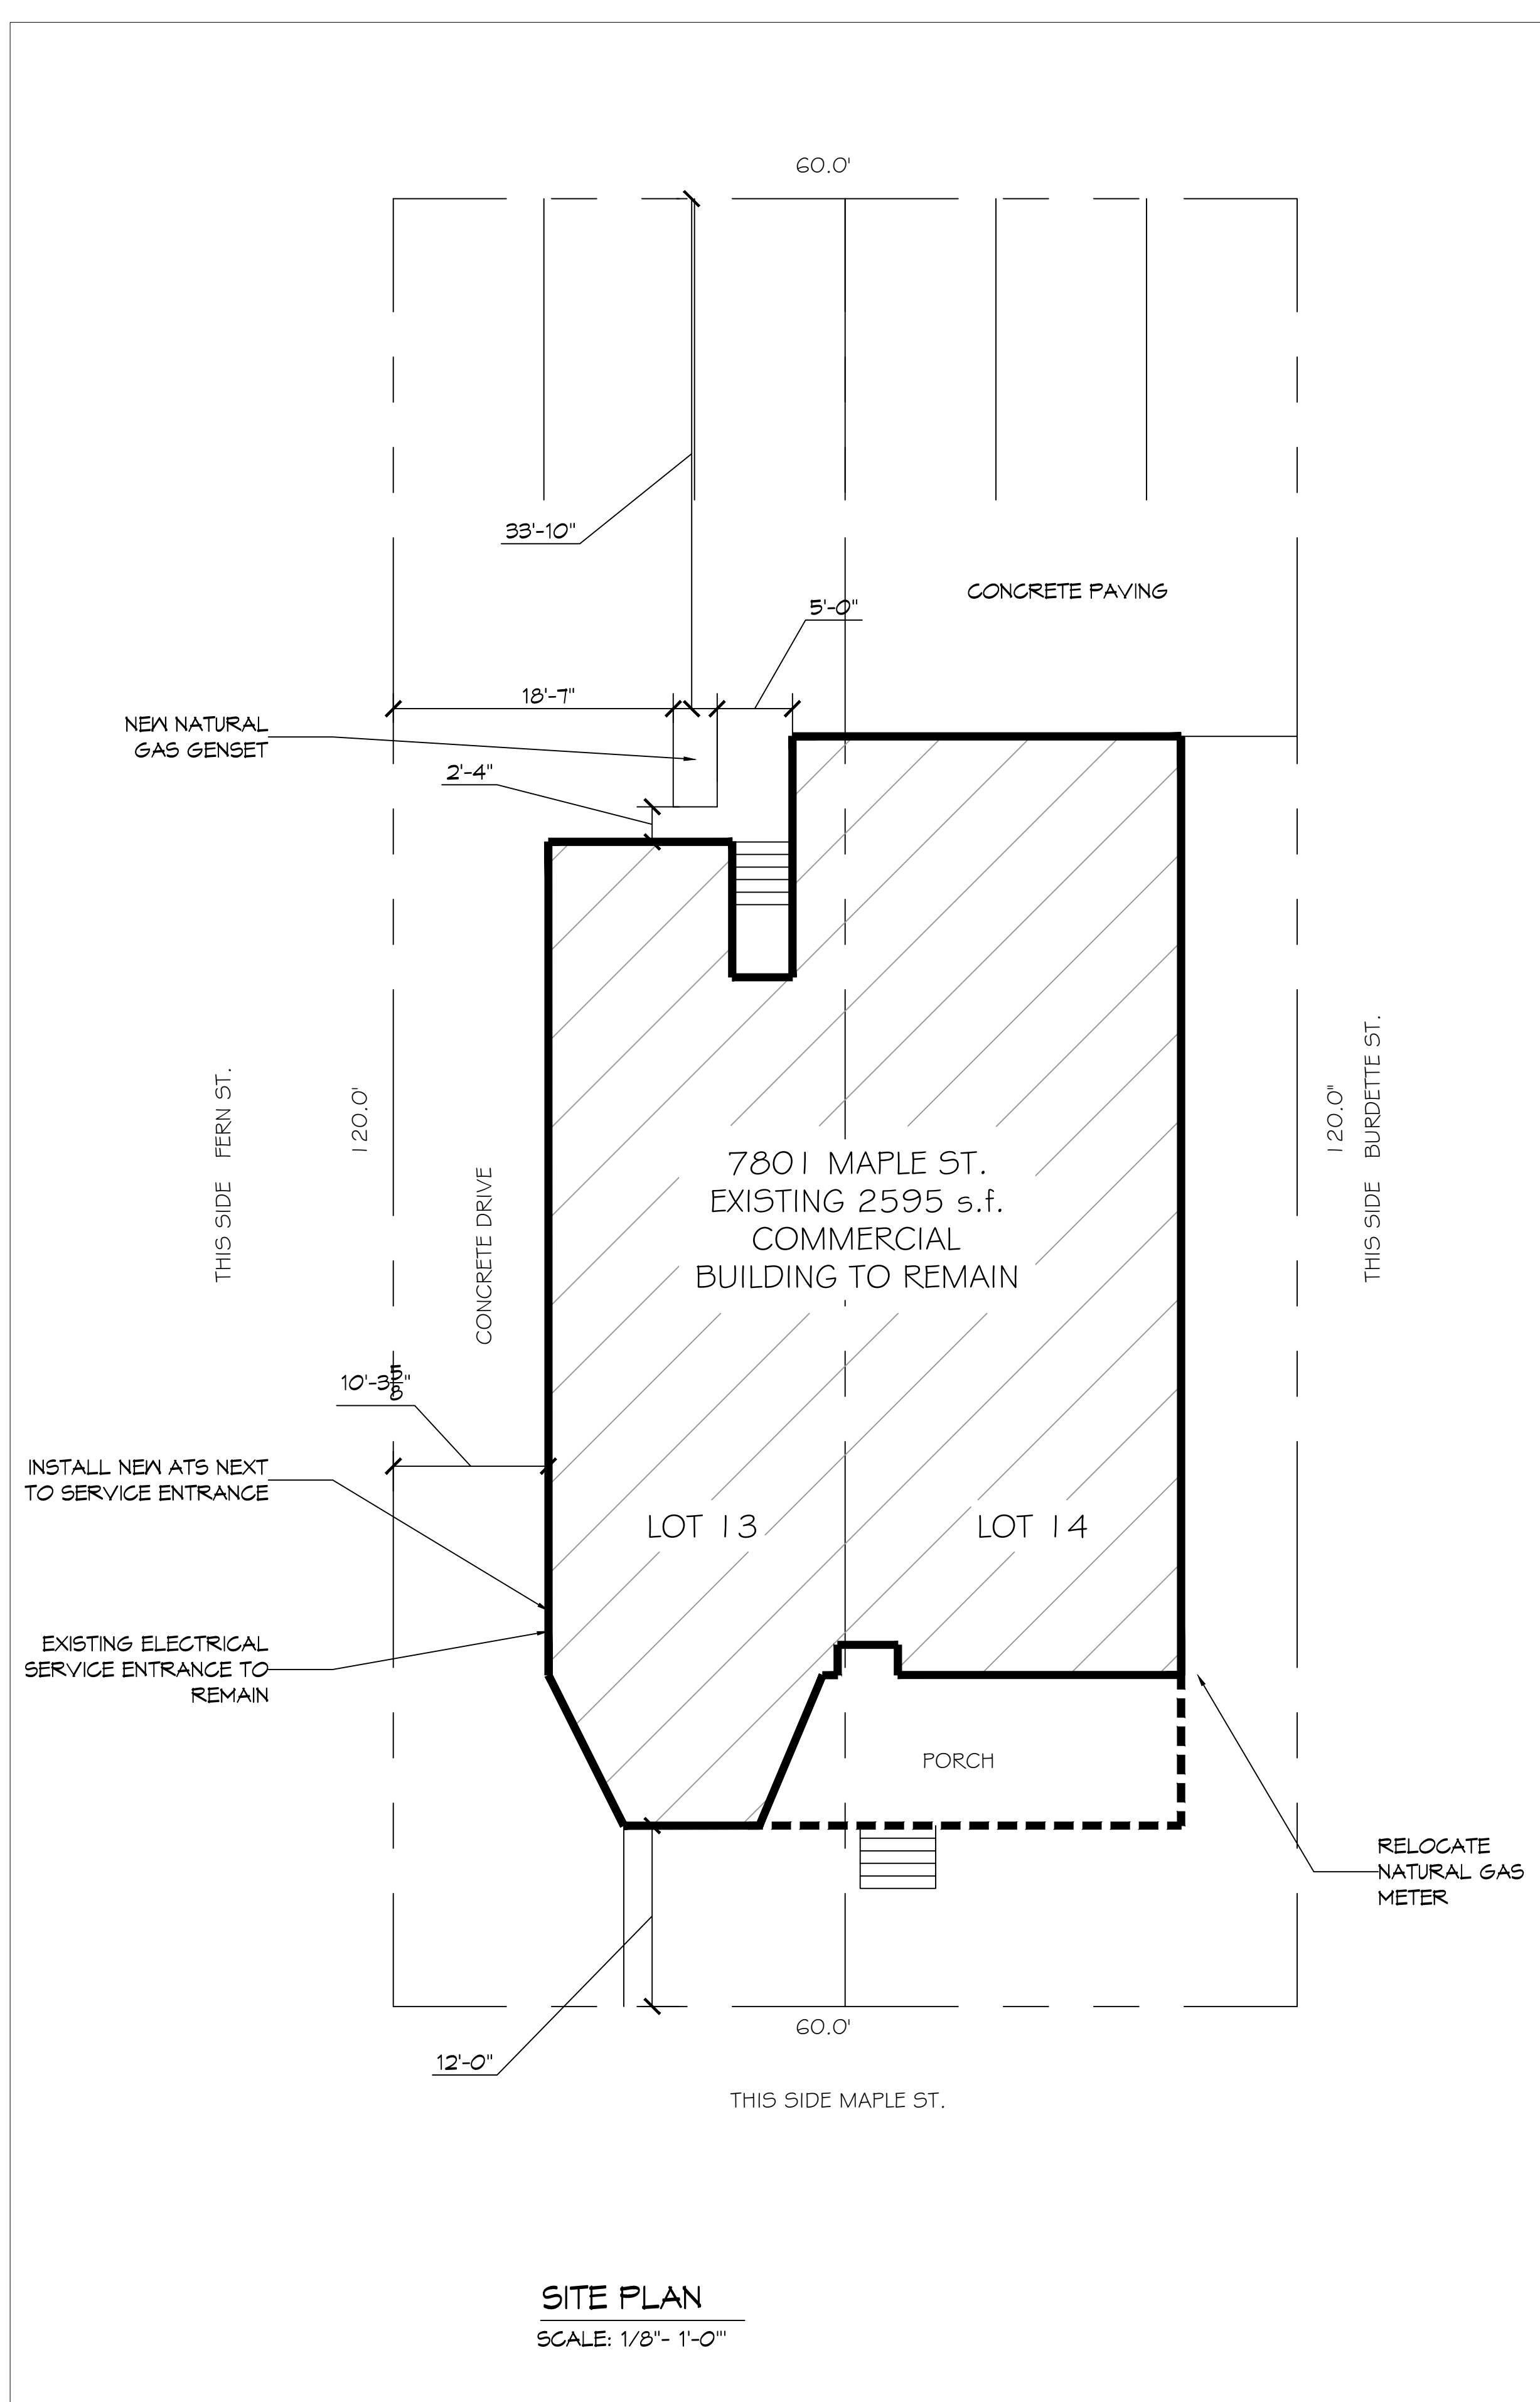 60.0'
33'-10"
CONCRETE PAVING
5'-0"
18'-7"
NEW NATURAL
GAS GENSET
2'-4"
THIS SIDE FERN ST.
120.0'
CONCRETE DRIVE
7801 MAPLE ST.
EXISTING 2595 s.f.
COMMERCIAL
BUILDING TO REMAIN
120.0"
THIS SIDE BURDETTE ST.
10'-3 5/8"
INSTALL NEW ATS NEXT
TO SERVICE ENTRANCE
LOT 13
LOT 14
EXISTING ELECTRICAL
SERVICE ENTRANCE TO
REMAIN
PORCH
RELOCATE
NATURAL GAS
METER
60.0'
12'-0"
THIS SIDE MAPLE ST.
SITE PLAN
SCALE: 1/8"- 1'-0"'